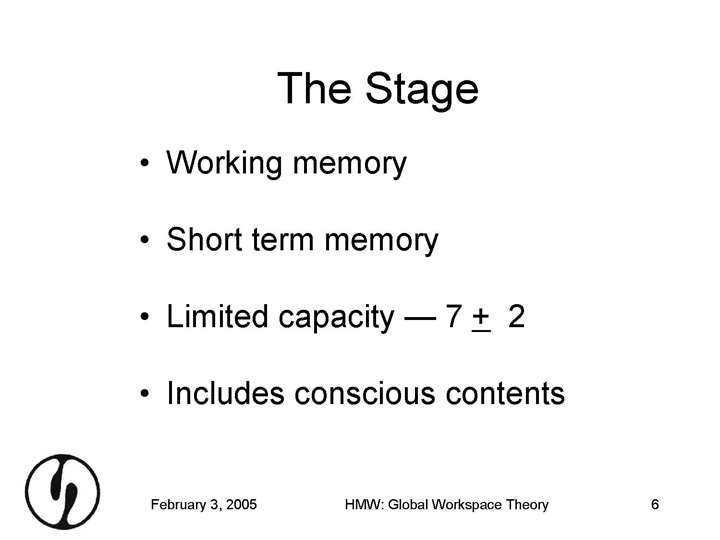 The Stage
• Working memory
• Short term memory
• Limited capacity — 7 ± 2
• Includes conscious contents
February 3, 2005 HMW: Global Workspace Theory 6